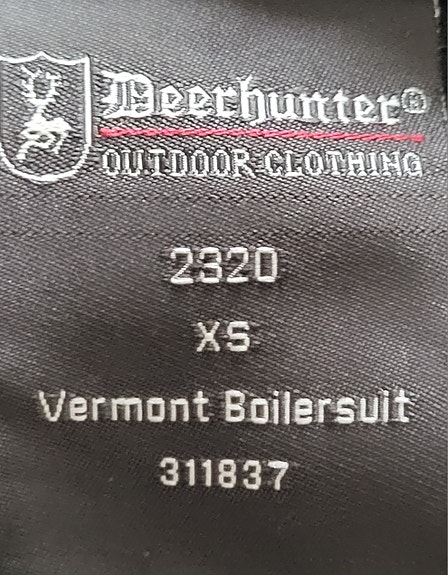 Deerhunter®
OUTDOOR CLOTHING
2320
XS
Vermont Boilersuit
311837